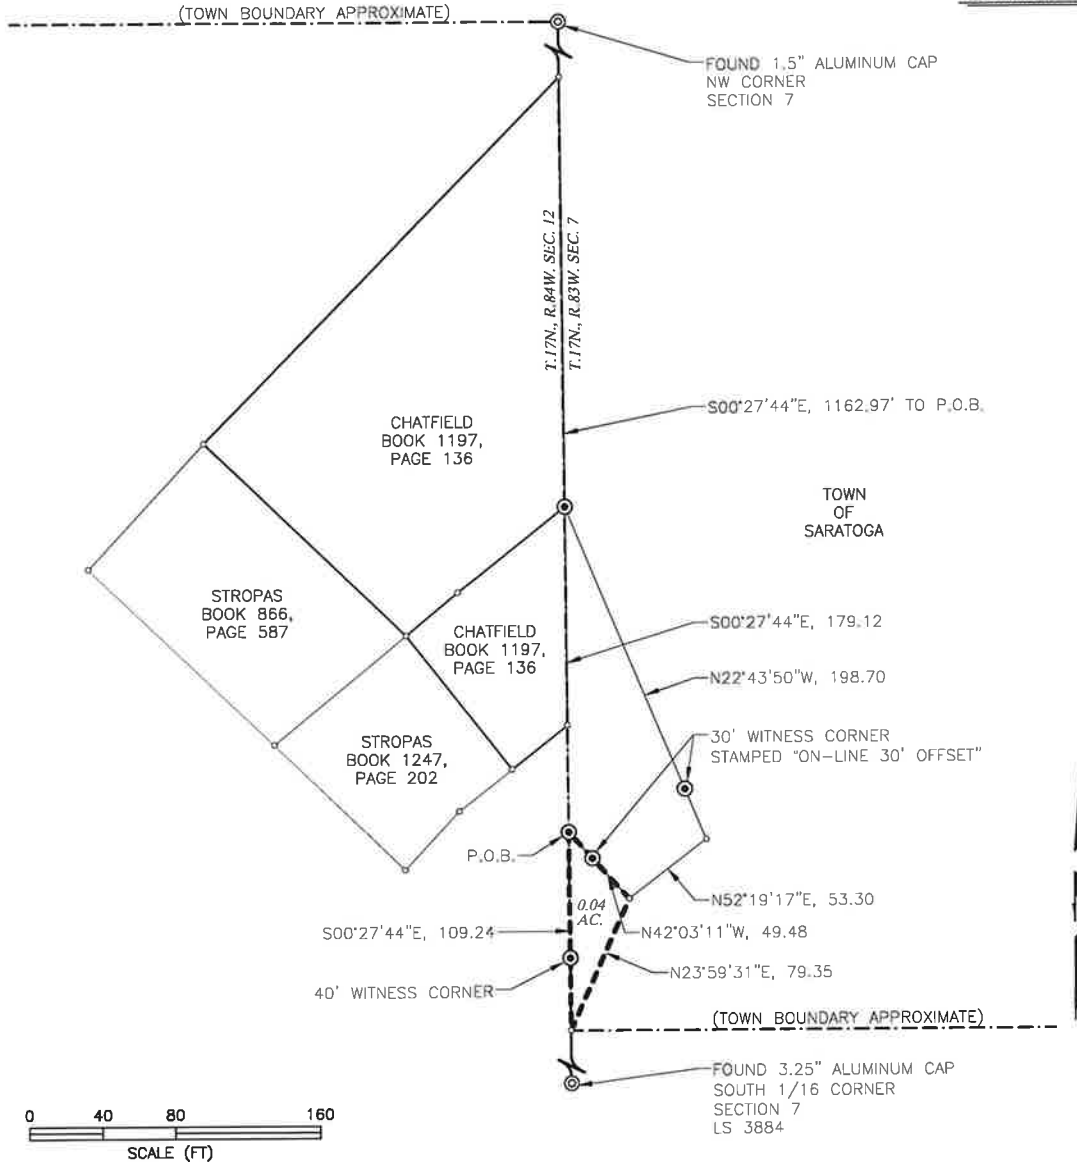 (TOWN BOUNDARY APPROXIMATE)
FOUND 1.5" ALUMINUM CAP
NW CORNER
SECTION 7
T.17N., R.84W. SEC. 12
T.17N., R.83W. SEC. 7
S00°27'44"E, 1162.97' TO P.O.B.
CHATFIELD
BOOK 1197,
PAGE 136
TOWN
OF
SARATOGA
STROPAS
BOOK 866,
PAGE 587
CHATFIELD
BOOK 1197,
PAGE 136
S00°27'44"E, 179.12
N22°43'50"W, 198.70
30' WITNESS CORNER
STAMPED "ON-LINE 30' OFFSET"
STROPAS
BOOK 1247,
PAGE 202
P.O.B.
N52°19'17"E, 53.30
0.04
AC.
S00°27'44"E, 109.24
N42°03'11"W, 49.48
N23°59'31"E, 79.35
40' WITNESS CORNER
(TOWN BOUNDARY APPROXIMATE)
FOUND 3.25" ALUMINUM CAP
SOUTH 1/16 CORNER
SECTION 7
LS 3884
0 40 80 160
SCALE (FT)